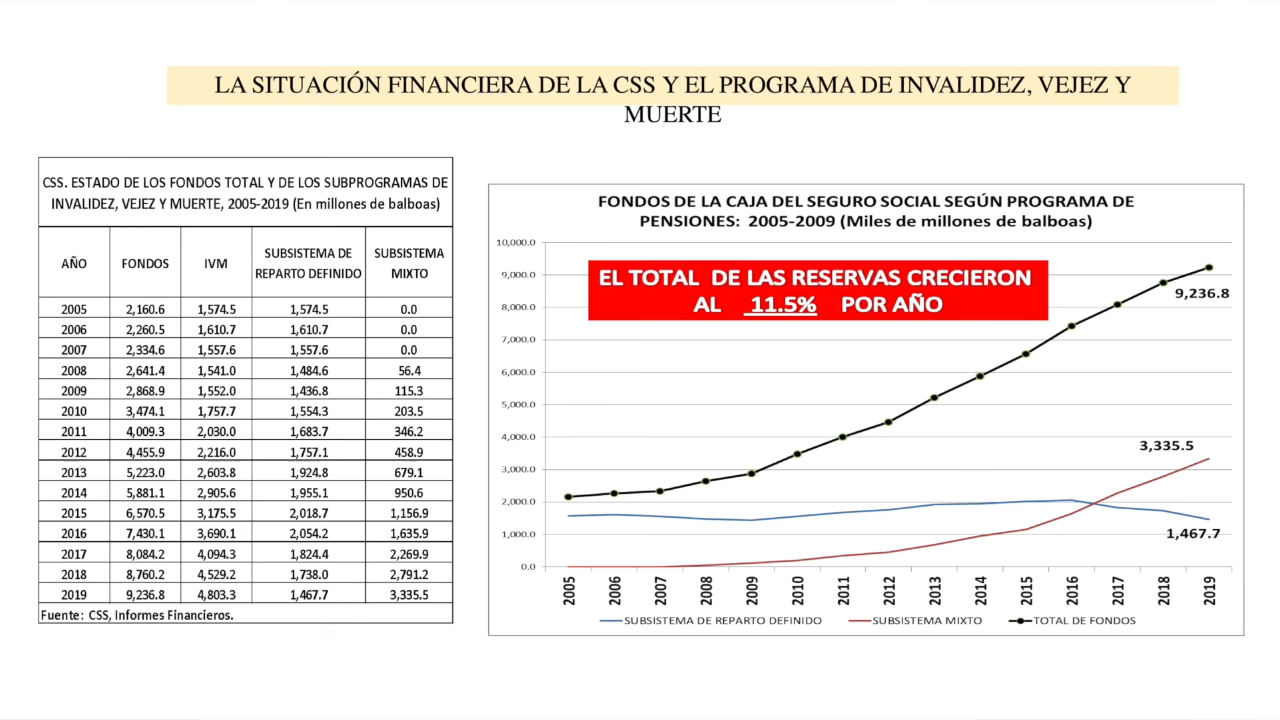 LA SITUACIÓN FINANCIERA DE LA CSS Y EL PROGRAMA DE INVALIDEZ, VEJEZ Y
MUERTE
CSS. ESTADO DE LOS FONDOS TOTAL Y DE LOS SUBPROGRAMAS DE
INVALIDEZ, VEJEZ Y MUERTE, 2005-2019 (En millones de balboas)
AÑO FONDOS IVM SUBSISTEMA DE REPARTO DEFINIDO SUBSISTEMA MIXTO
2005 2,160.6 1,574.5 1,574.5 0.0
2006 2,260.5 1,610.7 1,610.7 0.0
2007 2,334.6 1,557.6 1,557.6 0.0
2008 2,641.4 1,541.0 1,484.6 56.4
2009 2,868.9 1,552.0 1,436.8 115.3
2010 3,474.1 1,757.7 1,554.3 203.5
2011 4,009.3 2,030.0 1,683.7 346.2
2012 4,455.9 2,216.0 1,757.1 458.9
2013 5,223.0 2,603.8 1,924.8 679.1
2014 5,881.1 2,905.6 1,955.1 950.6
2015 6,570.5 3,175.5 2,018.7 1,156.9
2016 7,430.1 3,690.1 2,054.2 1,635.9
2017 8,084.2 4,094.3 1,824.4 2,269.9
2018 8,760.2 4,529.2 1,738.0 2,791.2
2019 9,236.8 4,803.3 1,467.7 3,335.5
Fuente: CSS, Informes Financieros.
FONDOS DE LA CAJA DEL SEGURO SOCIAL SEGÚN PROGRAMA DE
PENSIONES: 2005-2009 (Miles de millones de balboas)
EL TOTAL DE LAS RESERVAS CRECIERON
AL 11.5% POR AÑO
10,000.0
9,000.0
8,000.0
7,000.0
6,000.0
5,000.0
4,000.0
3,000.0
2,000.0
1,000.0
0.0
9,236.8
3,335.5
1,467.7
2005 2006 2007 2008 2009 2010 2011 2012 2013 2014 2015 2016 2017 2018 2019
SUBSISTEMA DE REPARTO DEFINIDO SUBSISTEMA MIXTO TOTAL DE FONDOS